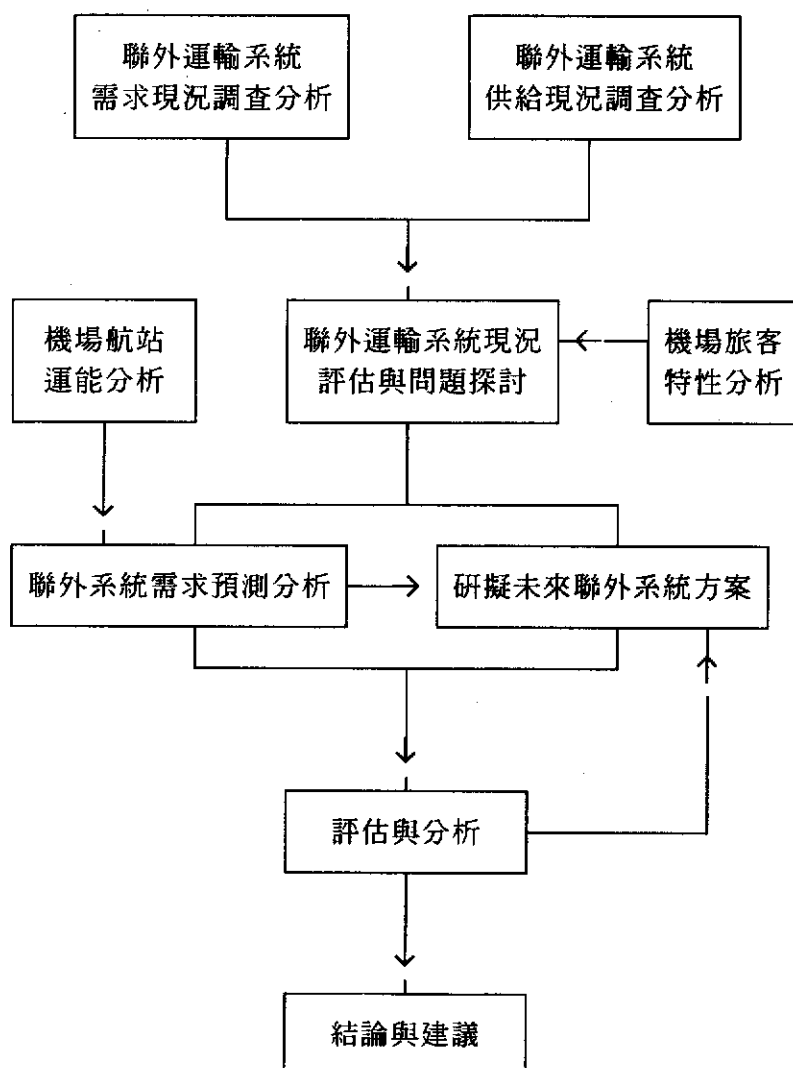 聯外運輸系統
需求現況調查分析
聯外運輸系統
供給現況調查分析
機場航站
運能分析
聯外運輸系統現況
評估與問題探討
機場旅客
特性分析
聯外系統需求預測分析
研擬未來聯外系統方案
評估與分析
結論與建議